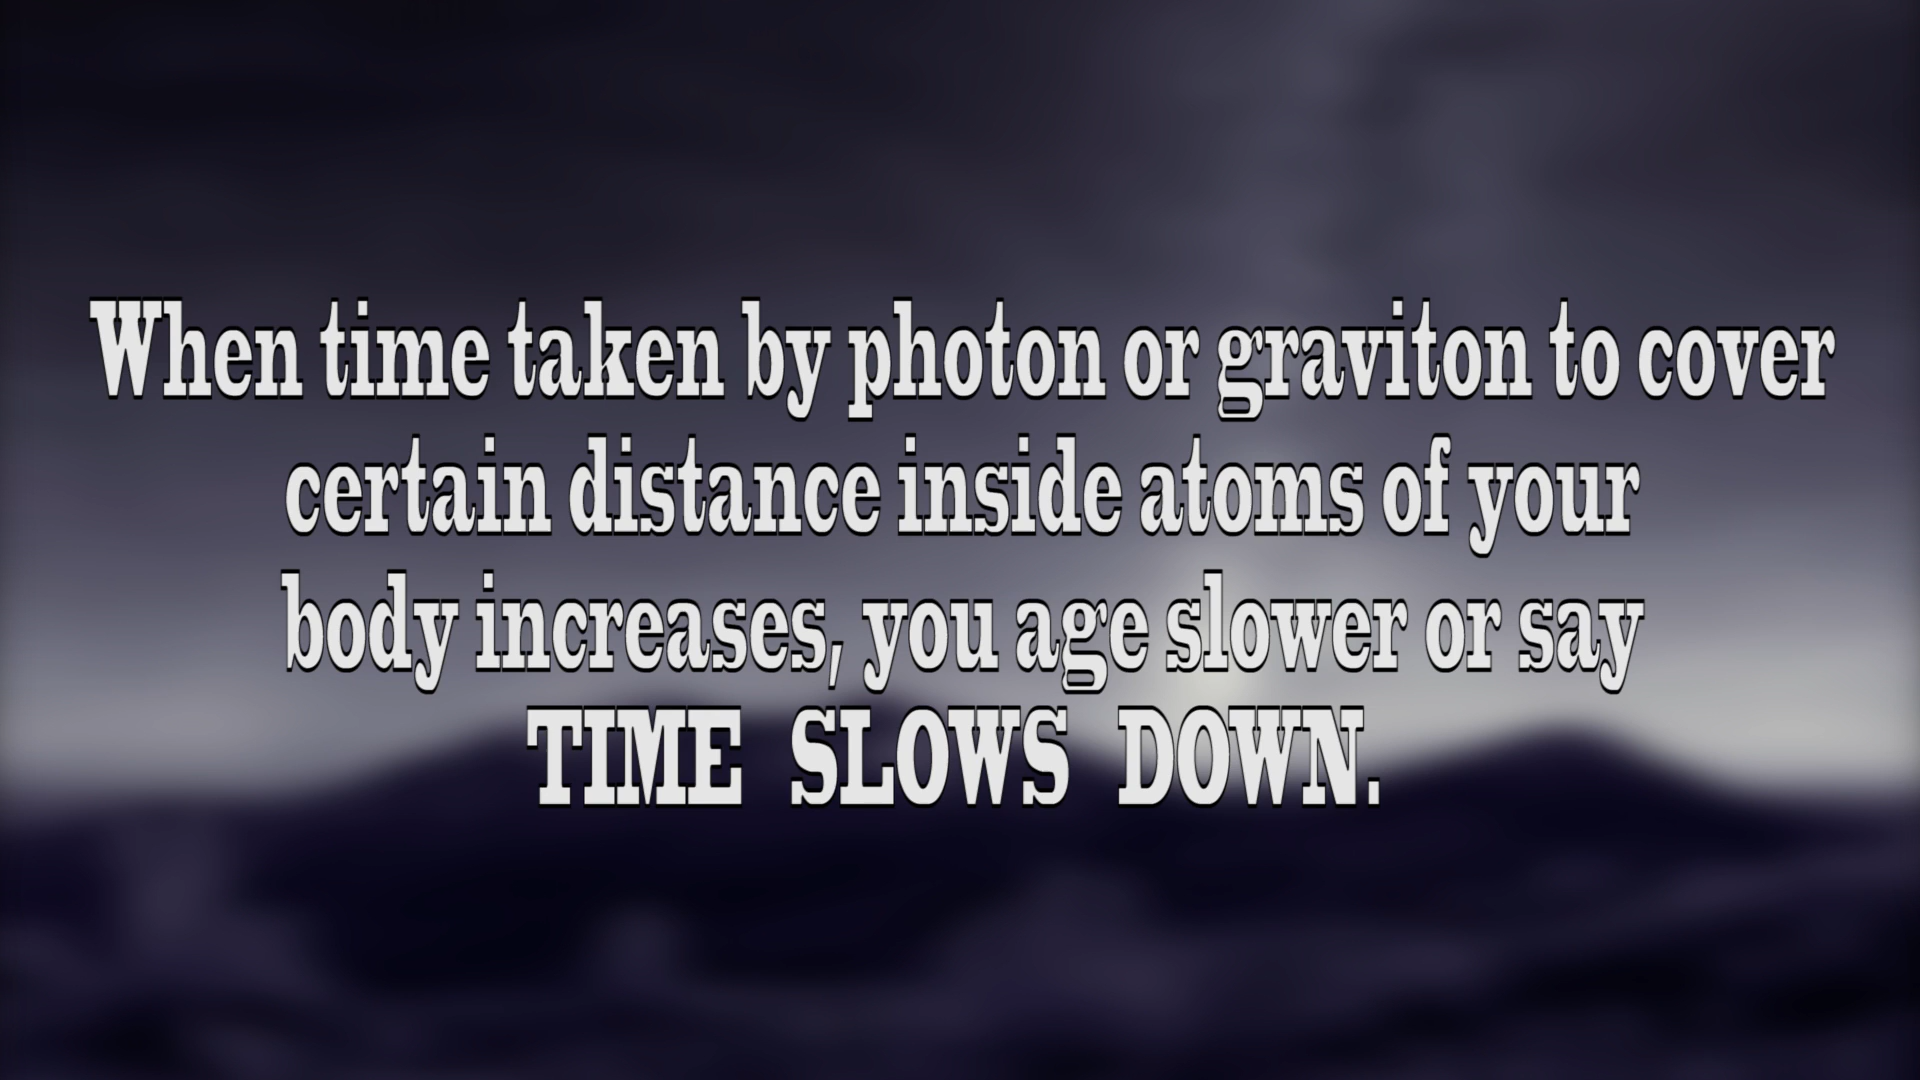 When time taken by photon or graviton to cover
certain distance inside atoms of your
body increases, you age slower or say
TIME SLOWS DOWN.